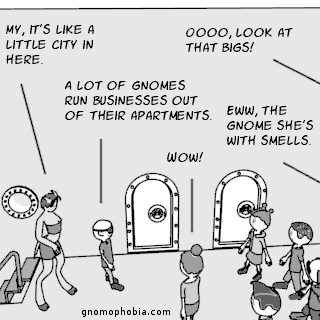 MY, IT'S LIKE A
LITTLE CITY IN
HERE.
OOOO, LOOK AT
THAT BIGS!
A LOT OF GNOMES
RUN BUSINESSES OUT
OF THEIR APARTMENTS.
EWW, THE
GNOME SHE'S
WITH SMELLS.
WOW!
gnomophobia.com